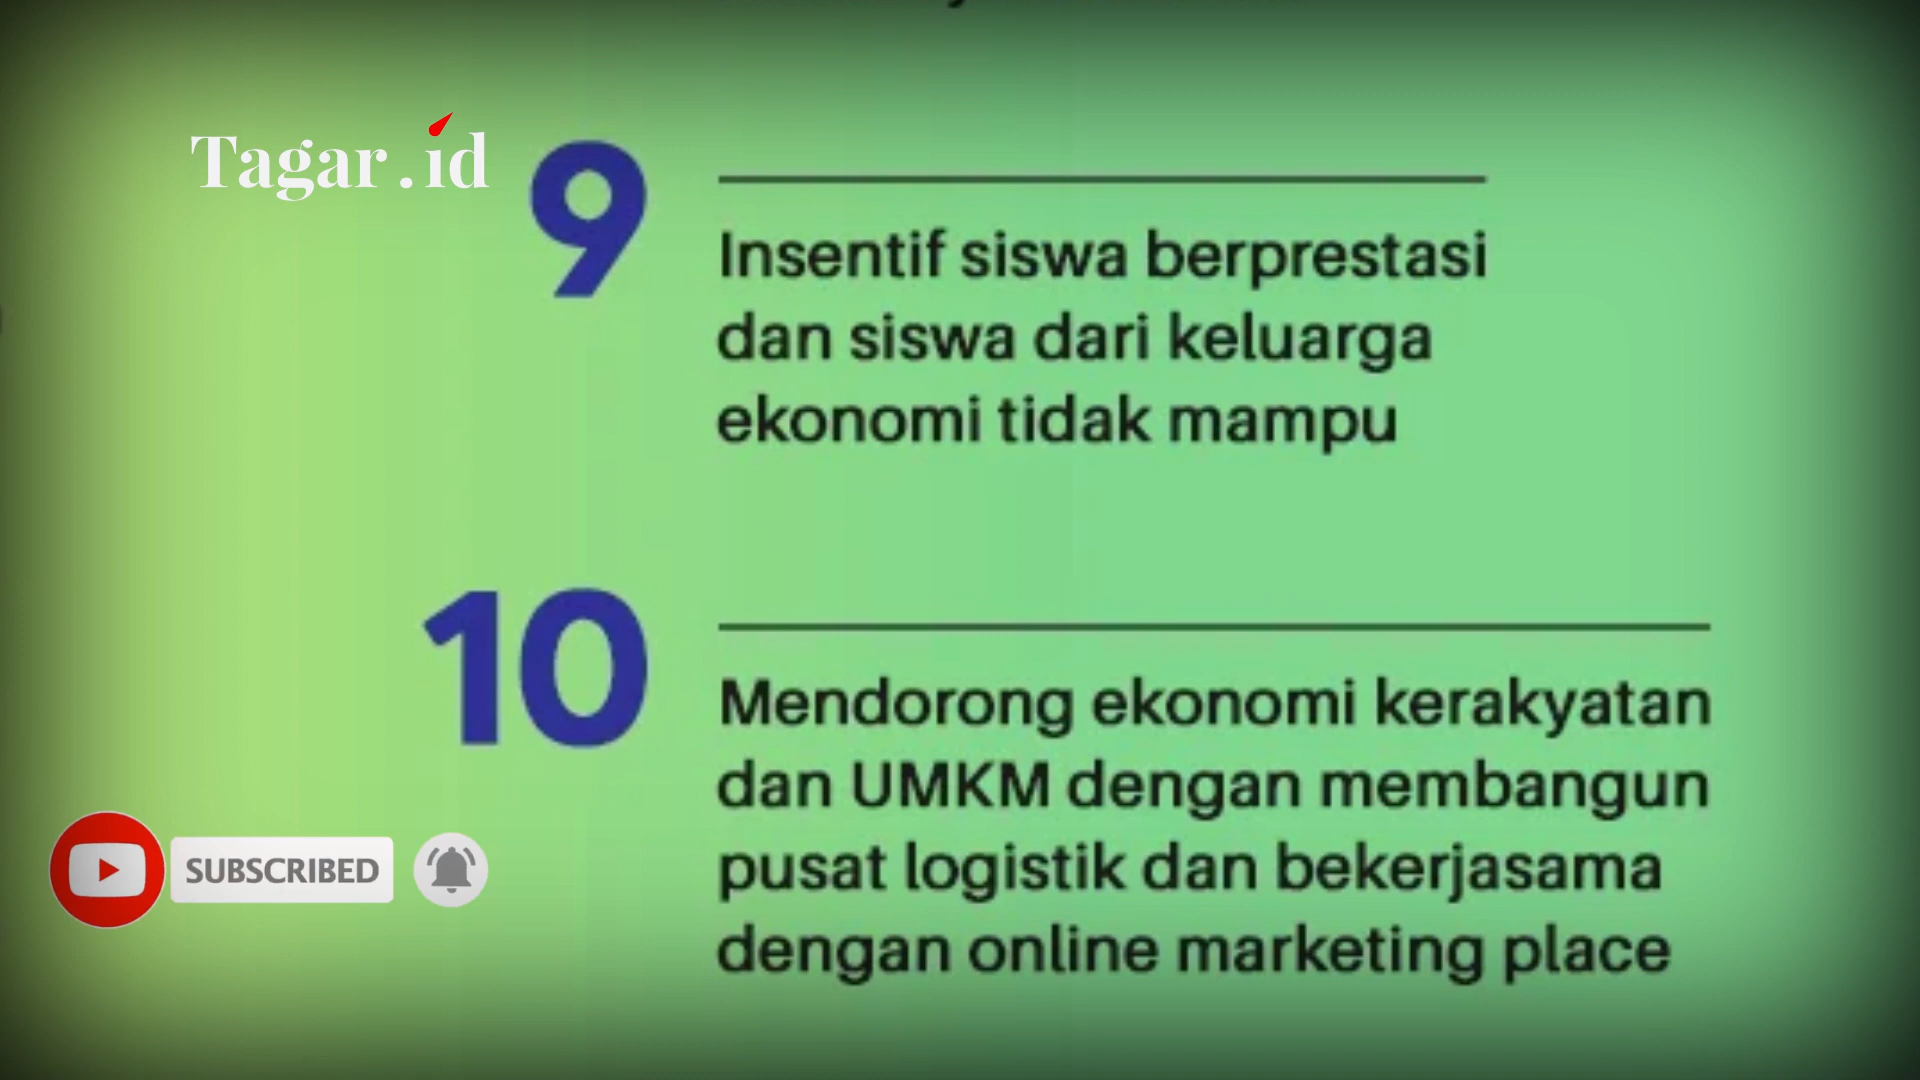 Tagar.id
9
Insentif siswa berprestasi
dan siswa dari keluarga
ekonomi tidak mampu
10
Mendorong ekonomi kerakyatan
dan UMKM dengan membangun
pusat logistik dan bekerjasama
dengan online marketing place
SUBSCRIBED